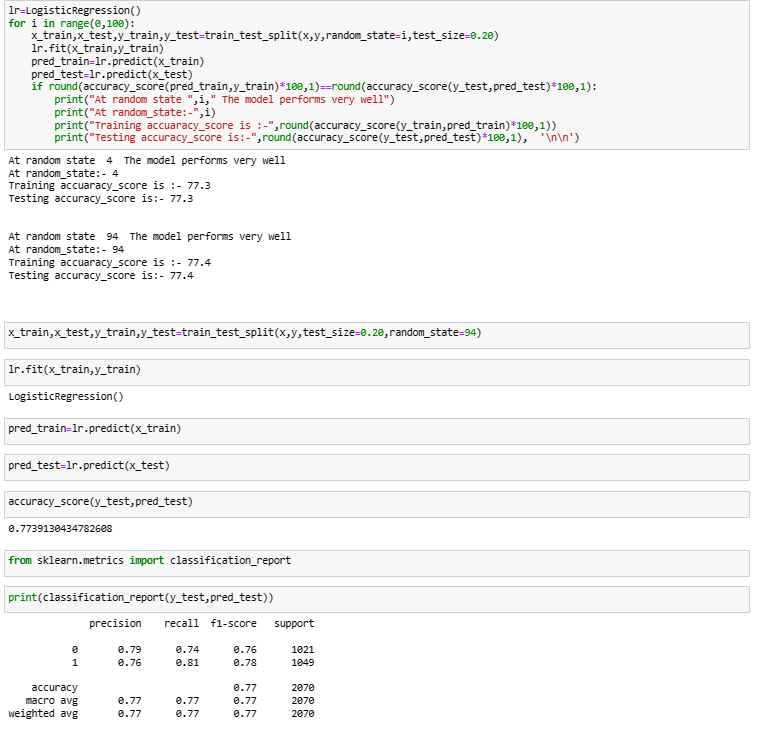 lr=LogisticRegression()
for i in range(0,100):
    x_train,x_test,y_train,y_test=train_test_split(x,y,random_state=i,test_size=0.20)
    lr.fit(x_train,y_train)
    pred_train=lr.predict(x_train)
    pred_test=lr.predict(x_test)
    if round(accuracy_score(pred_train,y_train)*100,1)==round(accuracy_score(y_test,pred_test)*100,1):
        print("At random state ",i," The model performs very well")
        print("At random_state:-",i)
        print("Training accuaracy_score is :-",round(accuracy_score(y_train,pred_train)*100,1))
        print("Testing accuracy_score is:-",round(accuracy_score(y_test,pred_test)*100,1),  '\n\n')
At random state  4  The model performs very well
At random_state:- 4
Training accuaracy_score is :- 77.3
Testing accuracy_score is:- 77.3
At random state  94  The model performs very well
At random_state:- 94
Training accuaracy_score is :- 77.4
Testing accuracy_score is:- 77.4
x_train,x_test,y_train,y_test=train_test_split(x,y,test_size=0.20,random_state=94)
lr.fit(x_train,y_train)
LogisticRegression()
pred_train=lr.predict(x_train)
pred_test=lr.predict(x_test)
accuracy_score(y_test,pred_test)
0.7739130434782608
from sklearn.metrics import classification_report
print(classification_report(y_test,pred_test))
              precision    recall  f1-score   support
           0       0.79      0.74      0.76      1021
           1       0.76      0.81      0.78      1049
    accuracy                           0.77      2070
   macro avg       0.77      0.77      0.77      2070
weighted avg       0.77      0.77      0.77      2070